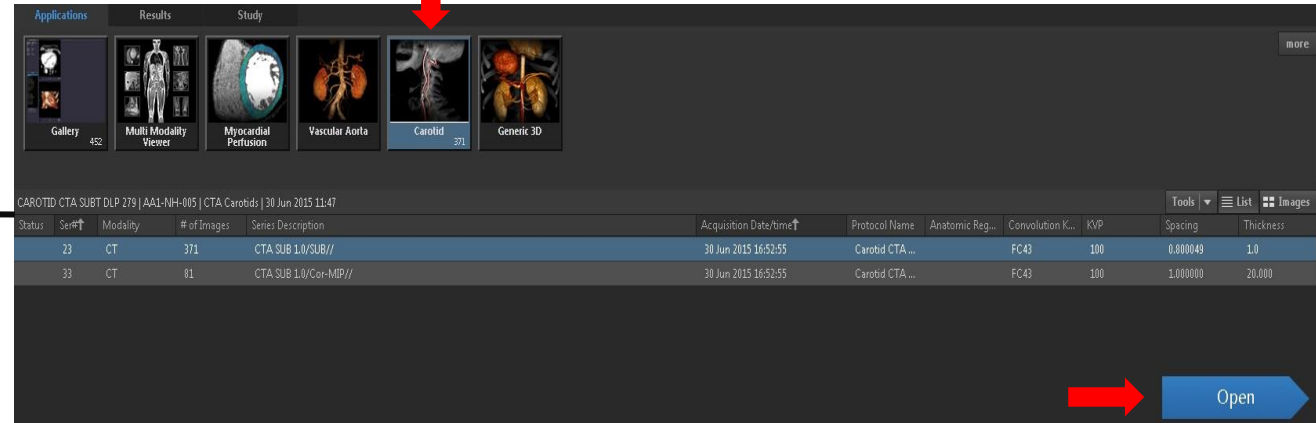 Applications Results Study
more
Gallery 452
Multi Modality Viewer
Myocardial Perfusion
Vascular Aorta
Carotid 371
Generic 3D
CAROTID CTA SUBT DLP 279 | AA1-NH-005 | CTA Carotids | 30 Jun 2015 11:47 Tools List Images
Status Ser# Modality # of Images Series Description Acquisition Date/time Protocol Name Anatomic Reg... Convolution K... KVP Spacing Thickness
23 CT 371 CTA SUB 1.0/SUB// 30 Jun 2015 16:52:55 Carotid CTA ... FC43 100 0.800049 1.0
33 CT 81 CTA SUB 1.0/Cor-MIP// 30 Jun 2015 16:52:55 Carotid CTA ... FC43 100 1.000000 20.000
Open